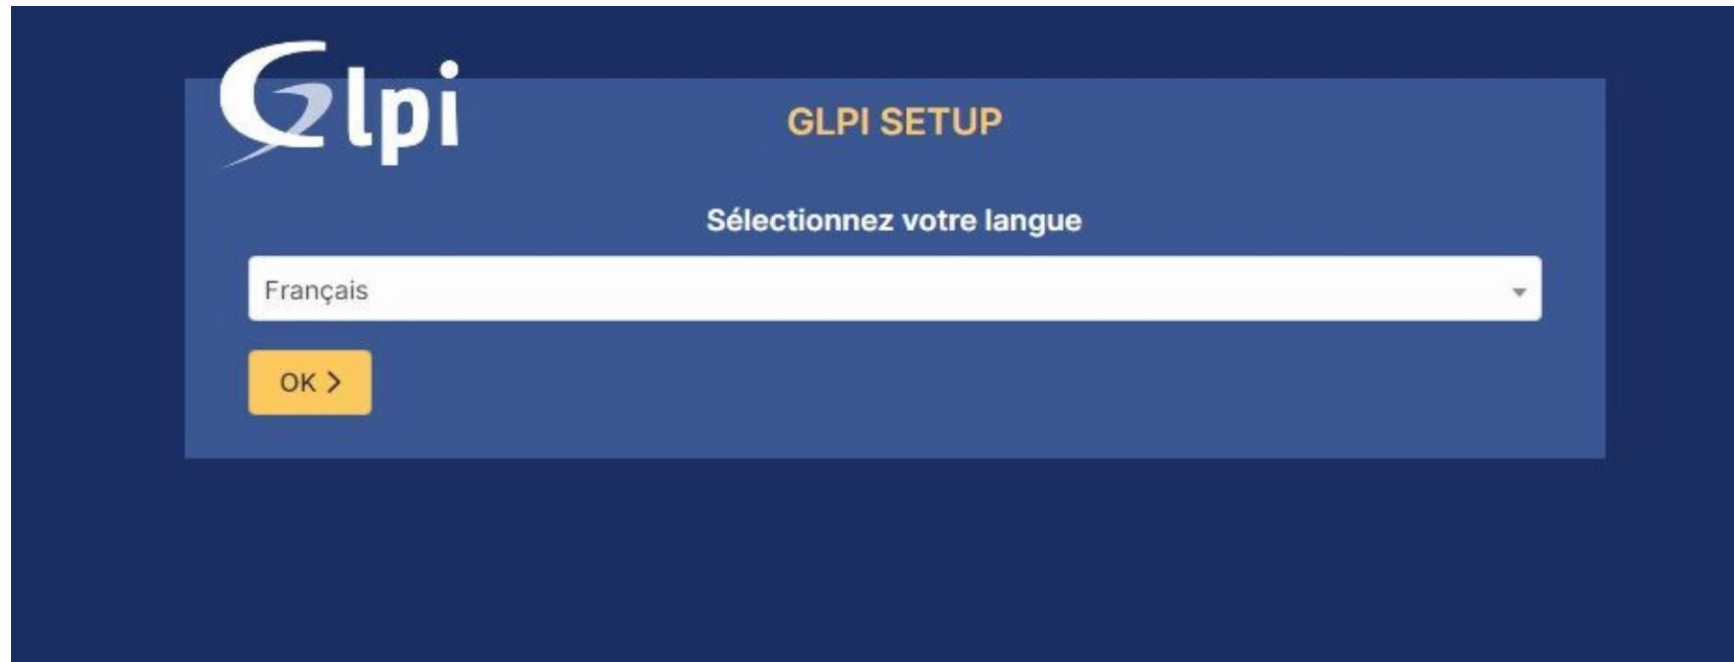 Glpi
GLPI SETUP
Sélectionnez votre langue
Français
OK >